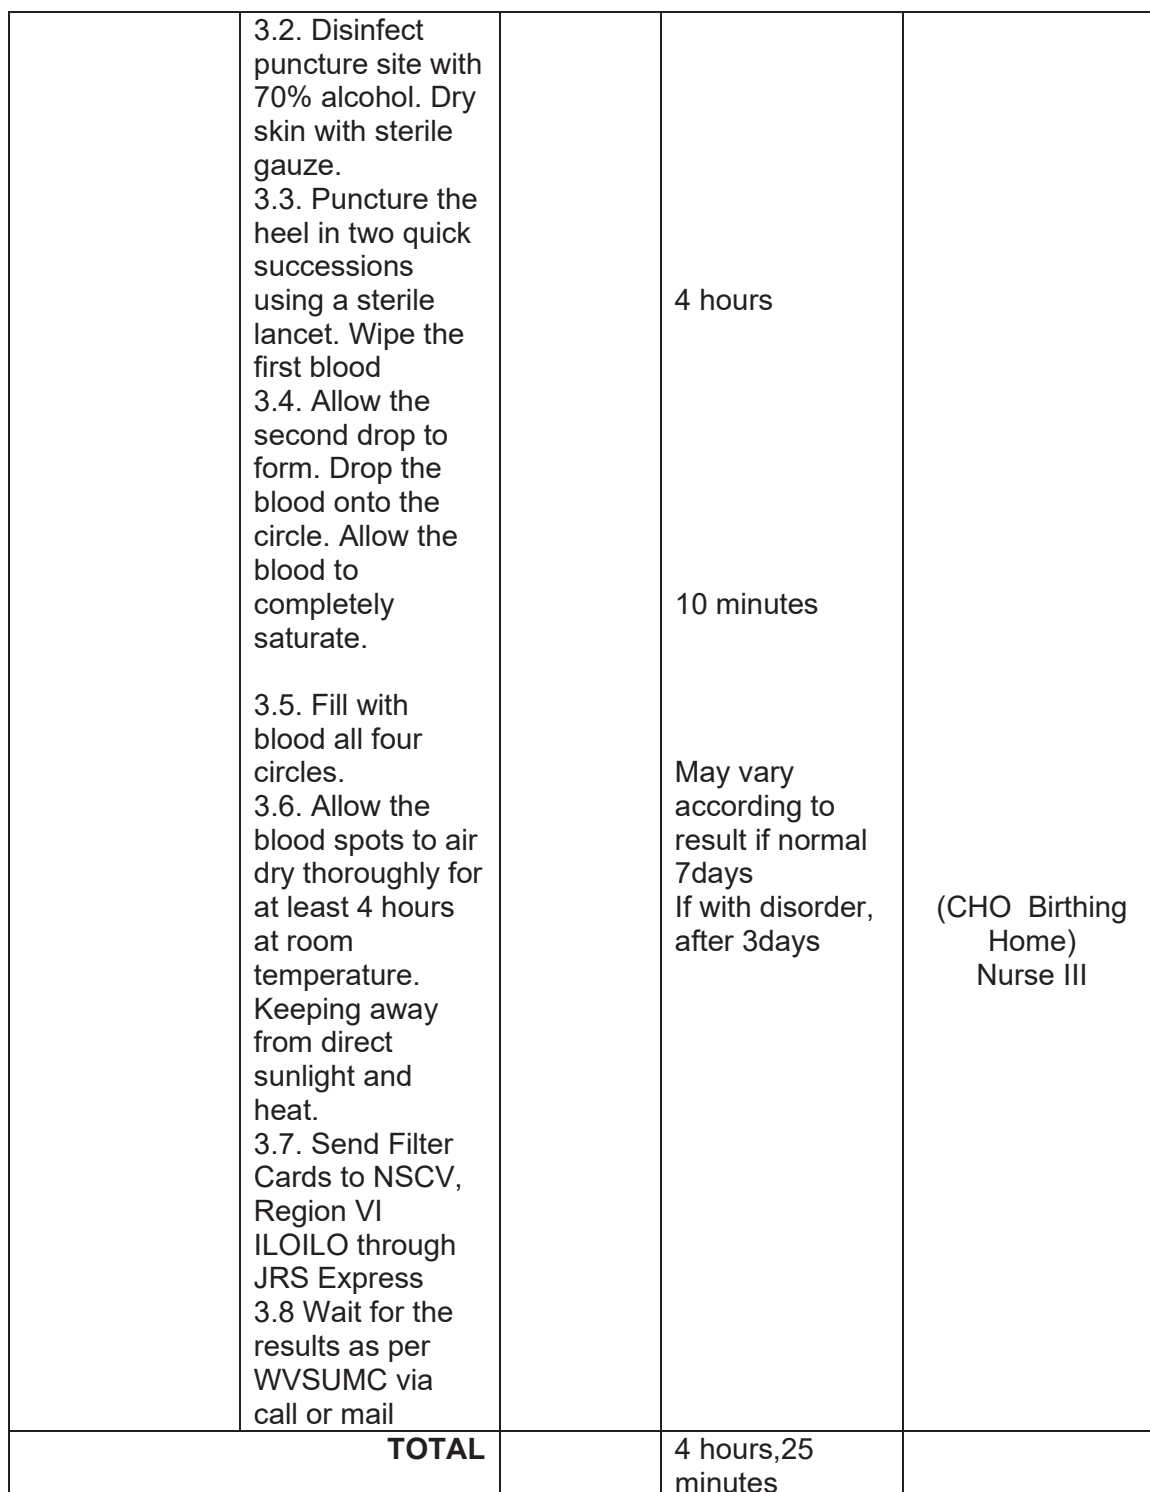 3.2. Disinfect
puncture site with
70% alcohol. Dry
skin with sterile
gauze.
3.3. Puncture the
heel in two quick
successions
using a sterile
lancet. Wipe the
first blood
3.4. Allow the
second drop to
form. Drop the
blood onto the
circle. Allow the
blood to
completely
saturate.
3.5. Fill with
blood all four
circles.
3.6. Allow the
blood spots to air
dry thoroughly for
at least 4 hours
at room
temperature.
Keeping away
from direct
sunlight and
heat.
3.7. Send Filter
Cards to NSCV,
Region VI
ILOILO through
JRS Express
3.8 Wait for the
results as per
WVSUMC via
call or mail
4 hours
10 minutes
May vary
according to
result if normal
7days
If with disorder,
after 3days
(CHO Birthing
Home)
Nurse III
TOTAL
4 hours,25
minutes